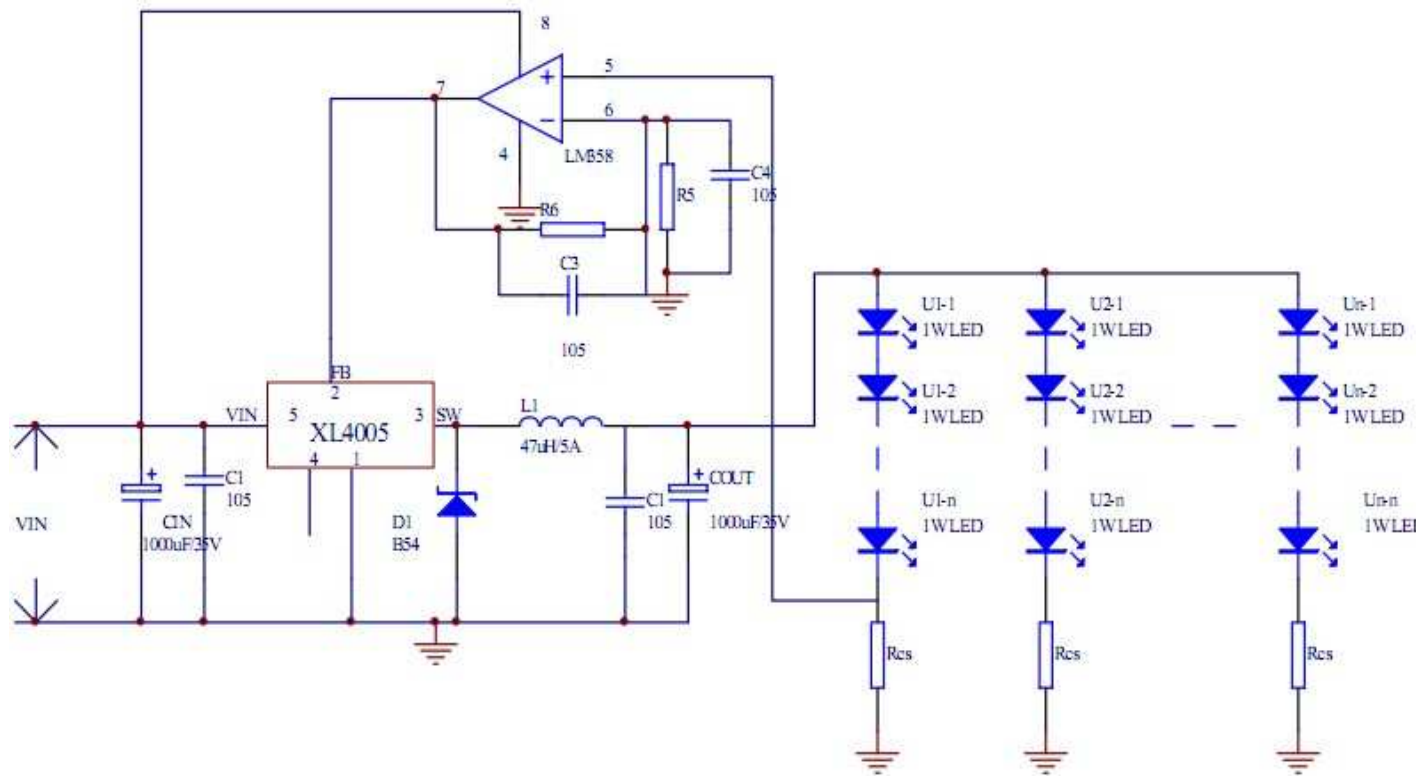 8
5
+
7
6
−
4
LM358
C4
105
R5
R6
C3
105
U1-1
1WLED
U2-1
1WLED
Un-1
1WLED
FB
2
U1-2
1WLED
U2-2
1WLED
Un-2
1WLED
VIN
5
XL4005
3
SW
L1
47uH/5A
4
1
+
C1
105
CIN
1000uF/35V
VIN
D1
B54
C1
105
+
COUT
1000uF/35V
U1-n
1WLED
U2-n
1WLED
Un-n
1WLE
Rcs
Rcs
Rcs